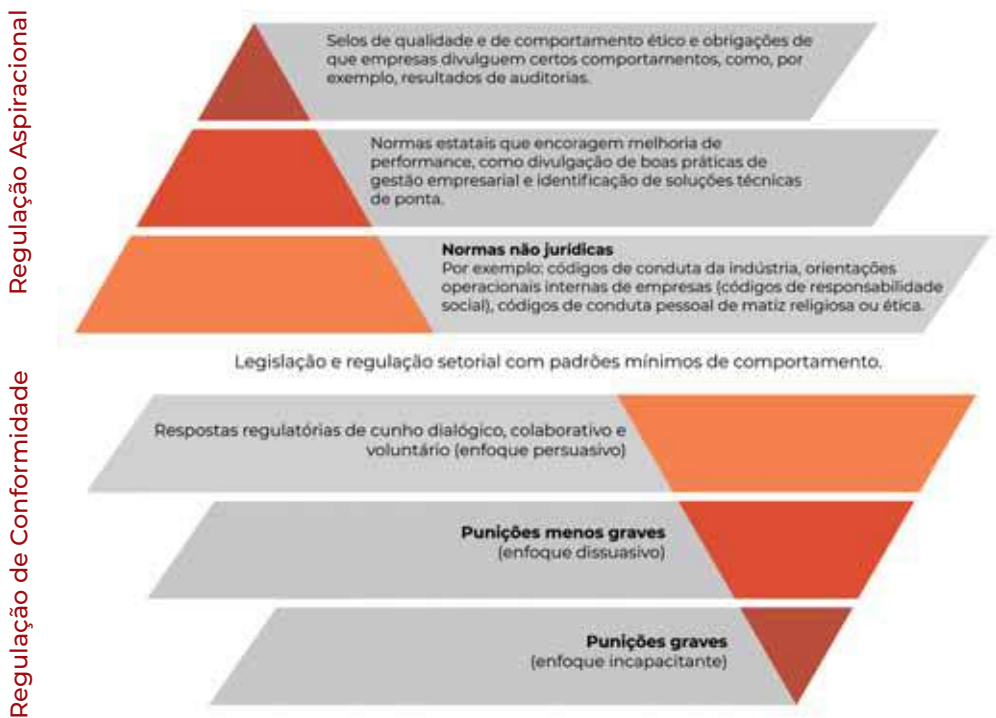 Regulação Aspiracional
Selos de qualidade e de comportamento ético e obrigações de
que empresas divulguem certos comportamentos, como, por
exemplo, resultados de auditorias.
Normas estatais que encoragem melhoria de
performance, como divulgação de boas práticas de
gestão empresarial e identificação de soluções técnicas
de ponta.
Normas não jurídicas
Por exemplo: códigos de conduta da indústria, orientações
operacionais internas de empresas (códigos de responsabilidade
social), códigos de conduta pessoal de matiz religiosa ou ética.
Legislação e regulação setorial com padrões mínimos de comportamento.
Regulação de Conformidade
Respostas regulatórias de cunho dialógico, colaborativo e
voluntário (enfoque persuasivo)
Punições menos graves
(enfoque dissuasivo)
Punições graves
(enfoque incapacitante)